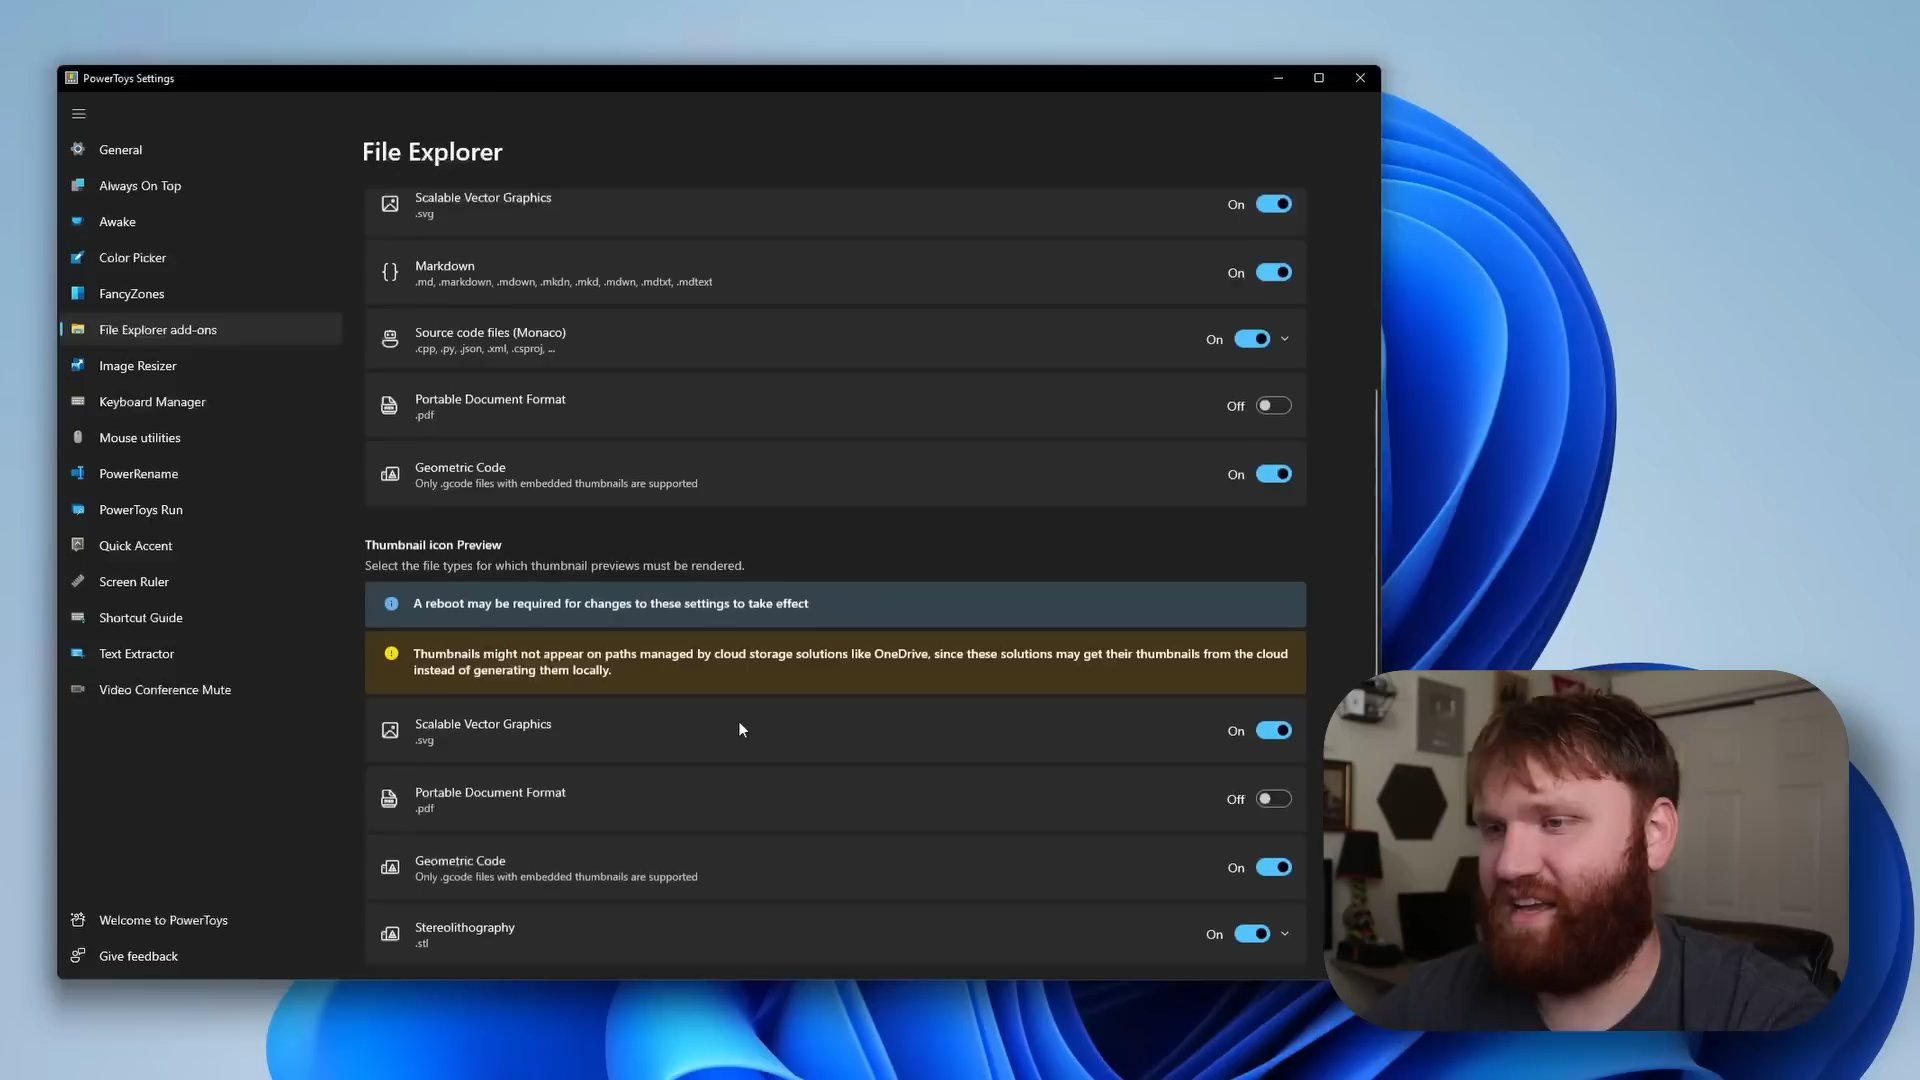 PowerToys Settings
General
Always On Top
Awake
Color Picker
FancyZones
File Explorer add-ons
Image Resizer
Keyboard Manager
Mouse utilities
PowerRename
PowerToys Run
Quick Accent
Screen Ruler
Shortcut Guide
Text Extractor
Video Conference Mute
Welcome to PowerToys
Give feedback
File Explorer
Scalable Vector Graphics
.svg
On
Markdown
.md, .markdown, .mdown, .mkdn, .mkd, .mdwn, .mdtxt, .mdtext
On
Source code files (Monaco)
.cpp, .py, .json, .xml, .csproj, ...
On
Portable Document Format
.pdf
Off
Geometric Code
Only .gcode files with embedded thumbnails are supported
On
Thumbnail icon Preview
Select the file types for which thumbnail previews must be rendered.
A reboot may be required for changes to these settings to take effect
Thumbnails might not appear on paths managed by cloud storage solutions like OneDrive, since these solutions may get their thumbnails from the cloud
instead of generating them locally.
Scalable Vector Graphics
.svg
On
Portable Document Format
.pdf
Off
Geometric Code
Only .gcode files with embedded thumbnails are supported
On
Stereolithography
.stl
On